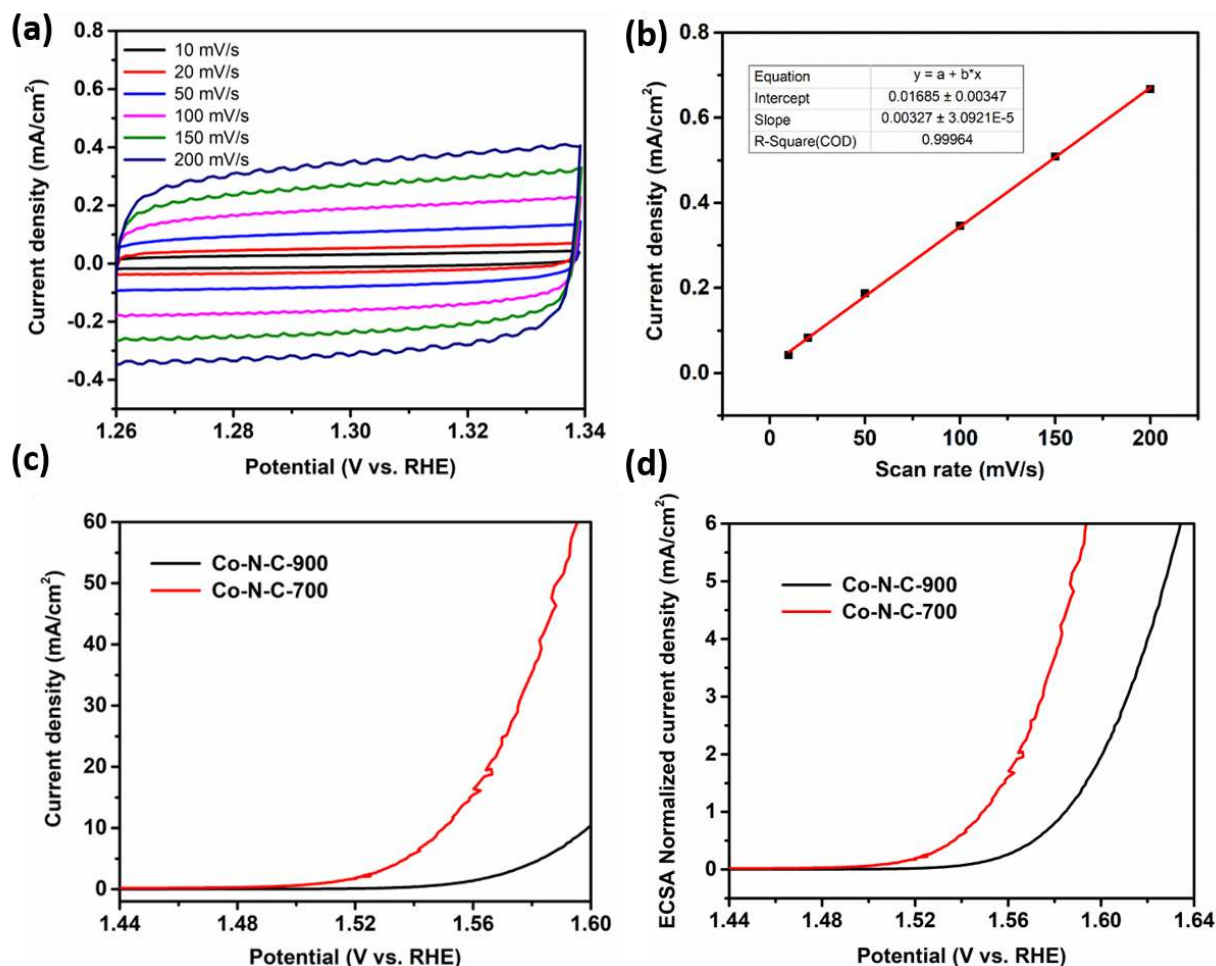 (a)
0.8
0.6
0.4
0.2
0.0
-0.2
-0.4
Current density (mA/cm²)
10 mV/s
20 mV/s
50 mV/s
100 mV/s
150 mV/s
200 mV/s
1.26 1.28 1.30 1.32 1.34
Potential (V vs. RHE)
(b)
0.8
0.6
0.4
0.2
0.0
Current density (mA/cm²)
Equation y = a + b*x
Intercept 0.01685 ± 0.00347
Slope 0.00327 ± 3.0921E-5
R-Square(COD) 0.99964
0 50 100 150 200
Scan rate (mV/s)
(c)
60
50
40
30
20
10
0
Current density (mA/cm²)
Co-N-C-900
Co-N-C-700
1.44 1.48 1.52 1.56 1.60
Potential (V vs. RHE)
(d)
6
5
4
3
2
1
0
ECSA Normalized current density (mA/cm²)
Co-N-C-900
Co-N-C-700
1.44 1.48 1.52 1.56 1.60 1.64
Potential (V vs. RHE)